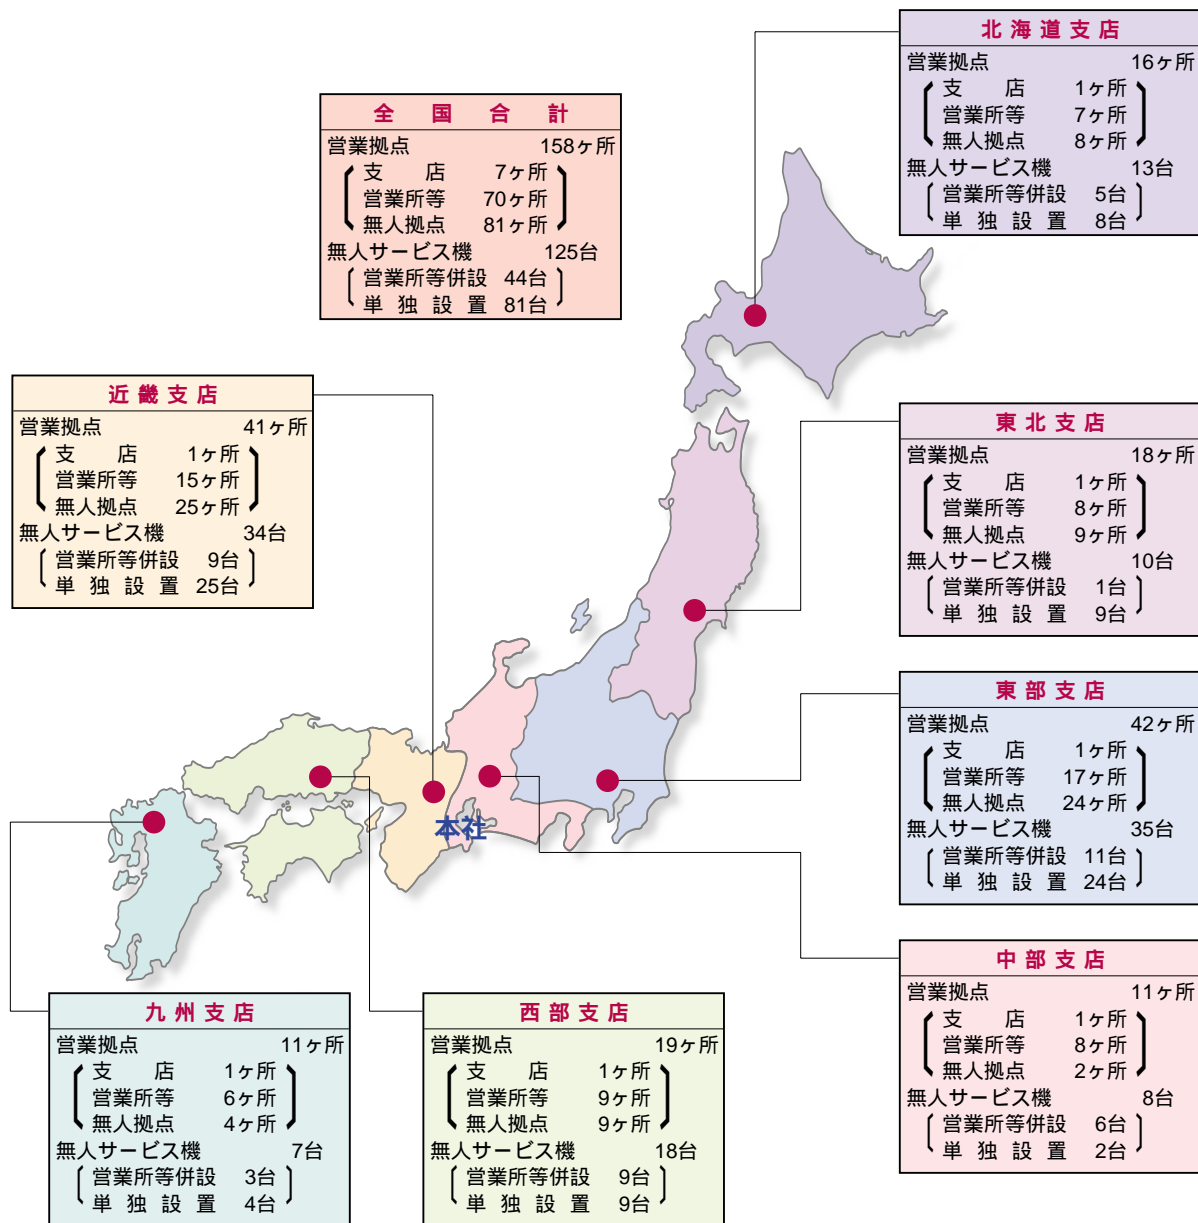 北海道支店
営業拠点 16ヶ所
支店 1ヶ所
営業所等 7ヶ所
無人拠点 8ヶ所
無人サービス機 13台
営業所等併設 5台
単独設置 8台
全国合計
営業拠点 158ヶ所
支店 7ヶ所
営業所等 70ヶ所
無人拠点 81ヶ所
無人サービス機 125台
営業所等併設 44台
単独設置 81台
近畿支店
営業拠点 41ヶ所
支店 1ヶ所
営業所等 15ヶ所
無人拠点 25ヶ所
無人サービス機 34台
営業所等併設 9台
単独設置 25台
東北支店
営業拠点 18ヶ所
支店 1ヶ所
営業所等 8ヶ所
無人拠点 9ヶ所
無人サービス機 10台
営業所等併設 1台
単独設置 9台
東部支店
営業拠点 42ヶ所
支店 1ヶ所
営業所等 17ヶ所
無人拠点 24ヶ所
無人サービス機 35台
営業所等併設 11台
単独設置 24台
本社
中部支店
営業拠点 11ヶ所
支店 1ヶ所
営業所等 8ヶ所
無人拠点 2ヶ所
無人サービス機 8台
営業所等併設 6台
単独設置 2台
九州支店
営業拠点 11ヶ所
支店 1ヶ所
営業所等 6ヶ所
無人拠点 4ヶ所
無人サービス機 7台
営業所等併設 3台
単独設置 4台
西部支店
営業拠点 19ヶ所
支店 1ヶ所
営業所等 9ヶ所
無人拠点 9ヶ所
無人サービス機 18台
営業所等併設 9台
単独設置 9台